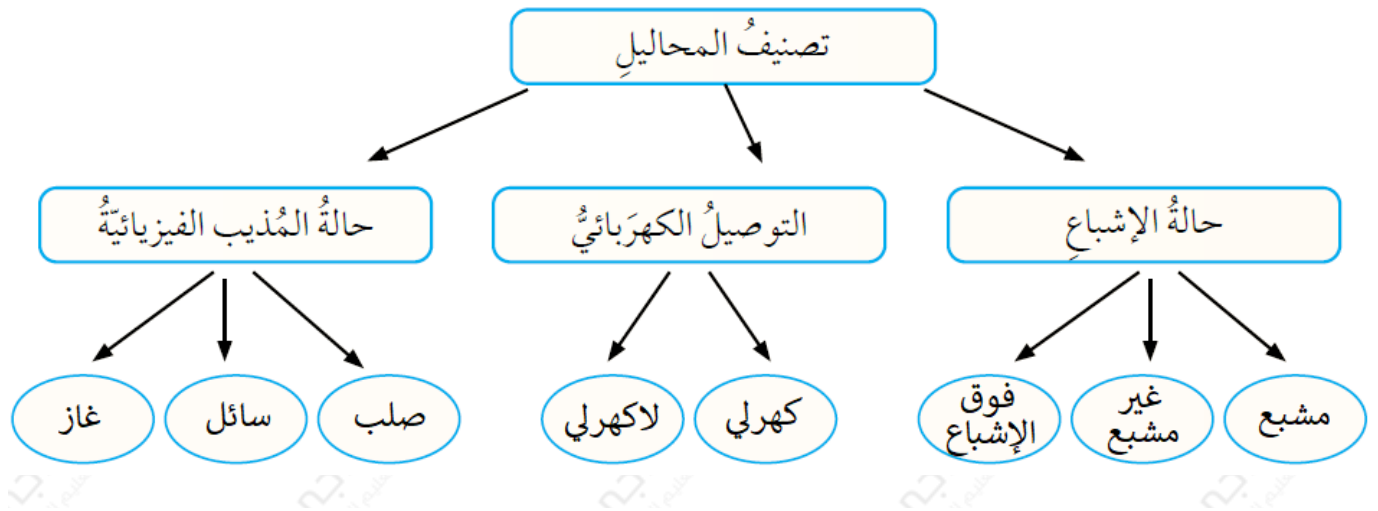 تصنيفُ المحاليلِ
حالةُ الإشباعِ
التوصيلُ الكهرَبائيُّ
حالةُ المُذيب الفيزيائيّةُ
مشبع
غير
مشبع
فوق
الإشباع
كهرلي
لاكهرلي
صلب
سائل
غاز